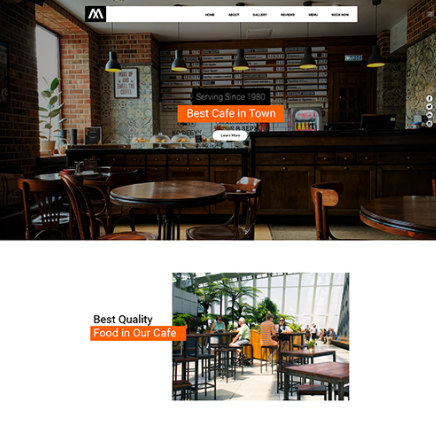 HOME ABOUT GALLERY REVIEWS MENU BOOK NOW
Serving Since 1980
Best Cafe in Town
Learn More
Best Quality
Food in Our Cafe